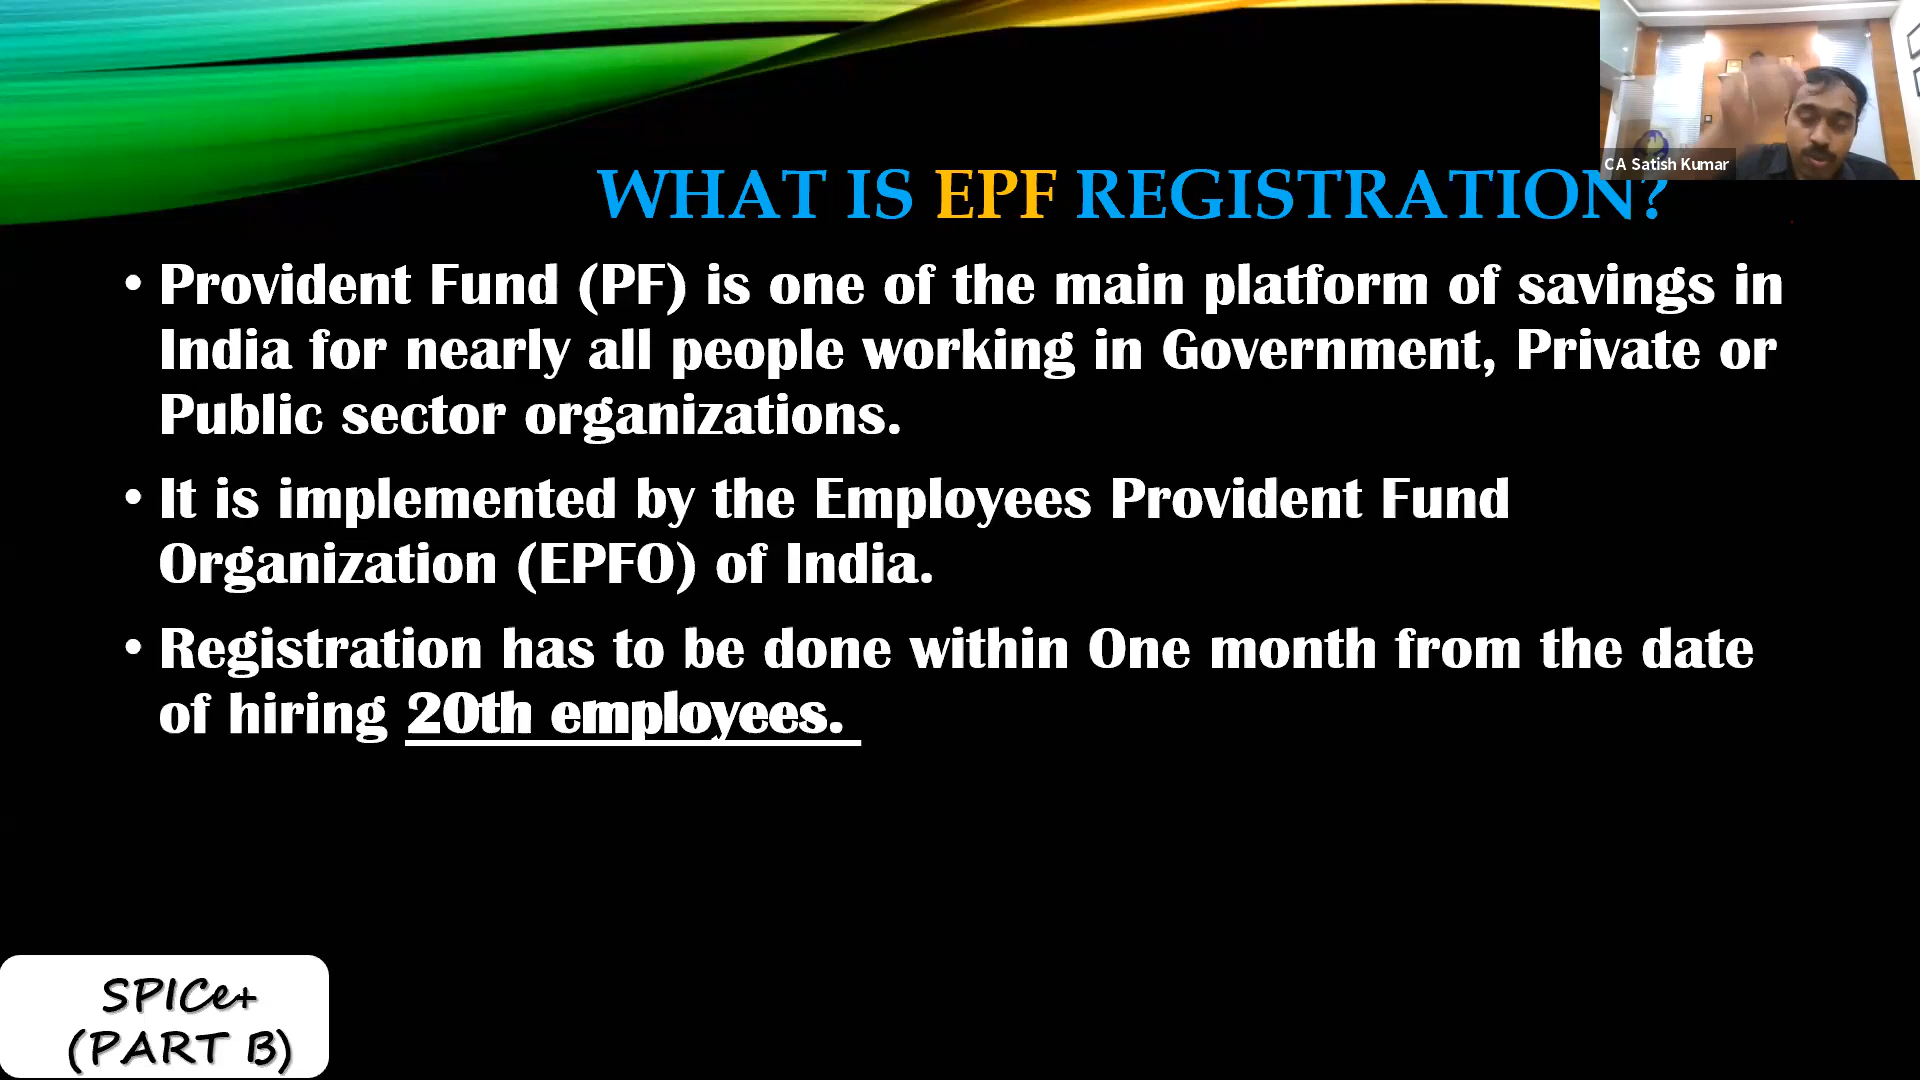 CA Satish Kumar
WHAT IS EPF REGISTRATION?
• Provident Fund (PF) is one of the main platform of savings in
India for nearly all people working in Government, Private or
Public sector organizations.
• It is implemented by the Employees Provident Fund
Organization (EPFO) of India.
• Registration has to be done within One month from the date
of hiring 20th employees.
SPICe+
(PART B)